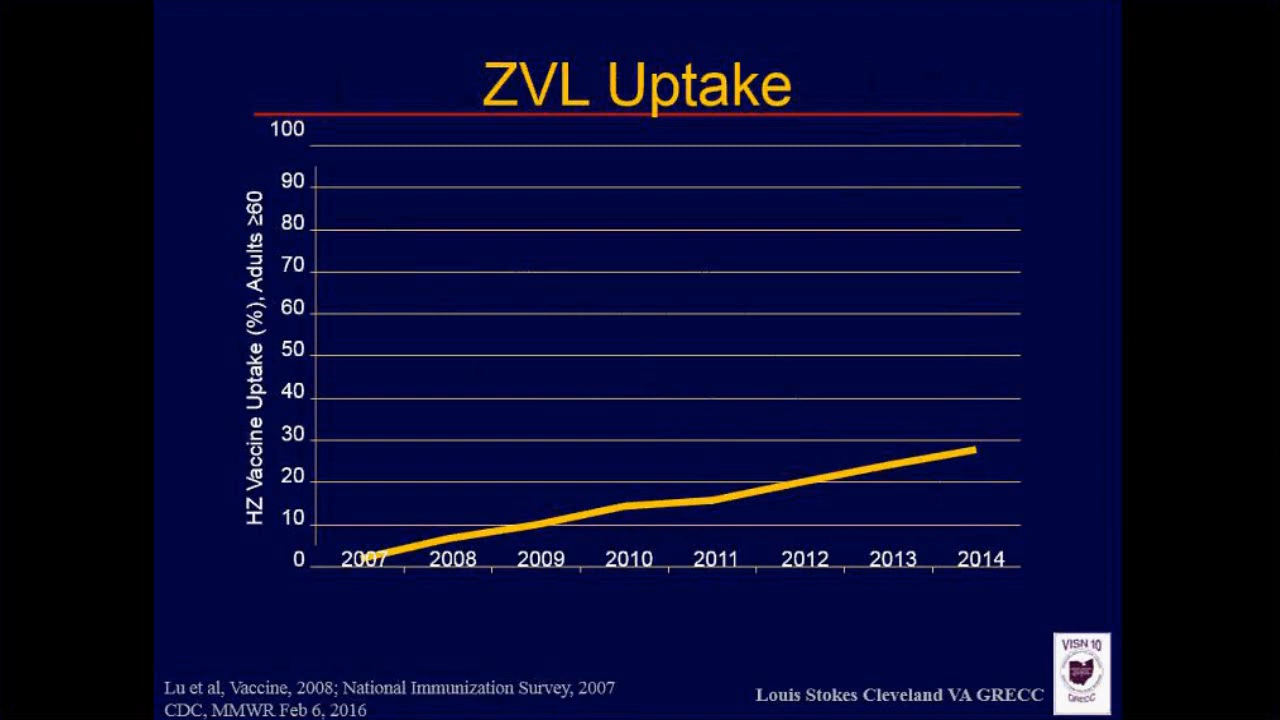 ZVL Uptake
HZ Vaccine Uptake (%), Adults ≥60
100
90
80
70
60
50
40
30
20
10
0
2007 2008 2009 2010 2011 2012 2013 2014
Lu et al, Vaccine, 2008; National Immunization Survey, 2007
CDC, MMWR Feb 6, 2016
Louis Stokes Cleveland VA GRECC
VISN 10
GRECC